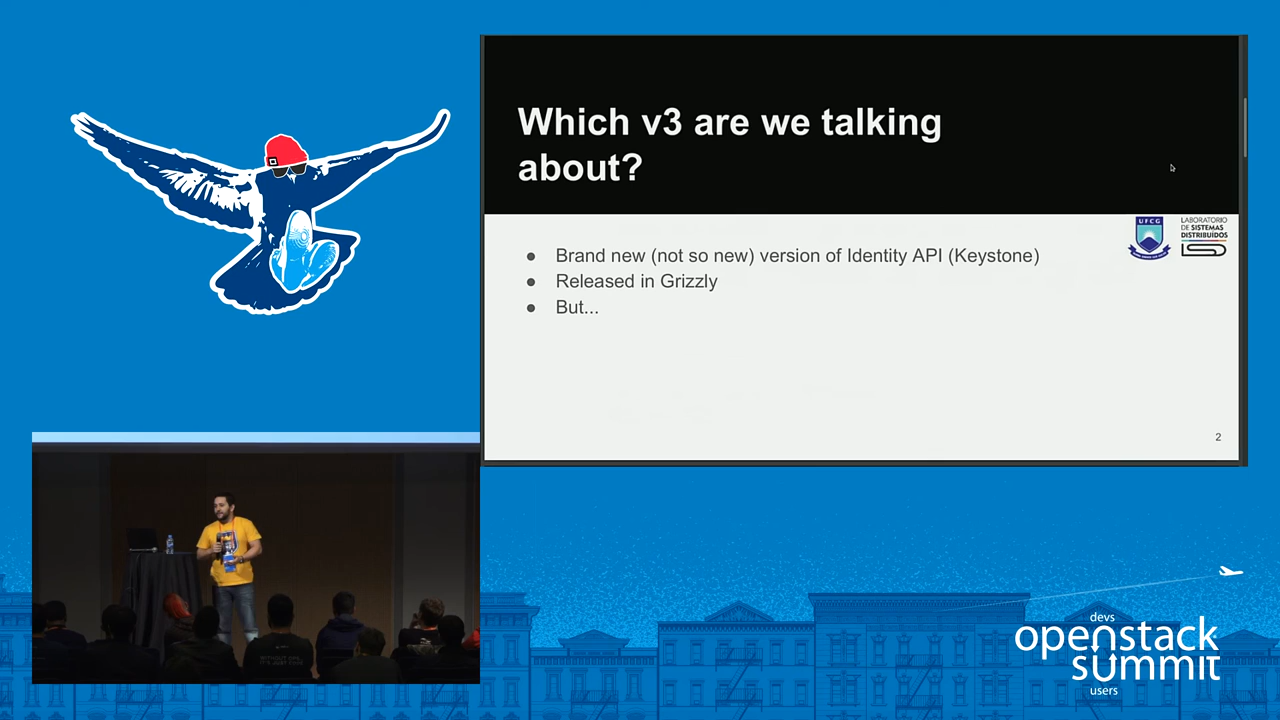 Which v3 are we talking
about?
UFCG
LABORATORIO
DE SISTEMAS
DISTRIBUÍDOS
● Brand new (not so new) version of Identity API (Keystone)
● Released in Grizzly
● But...
2
devs
openstack
summit
users